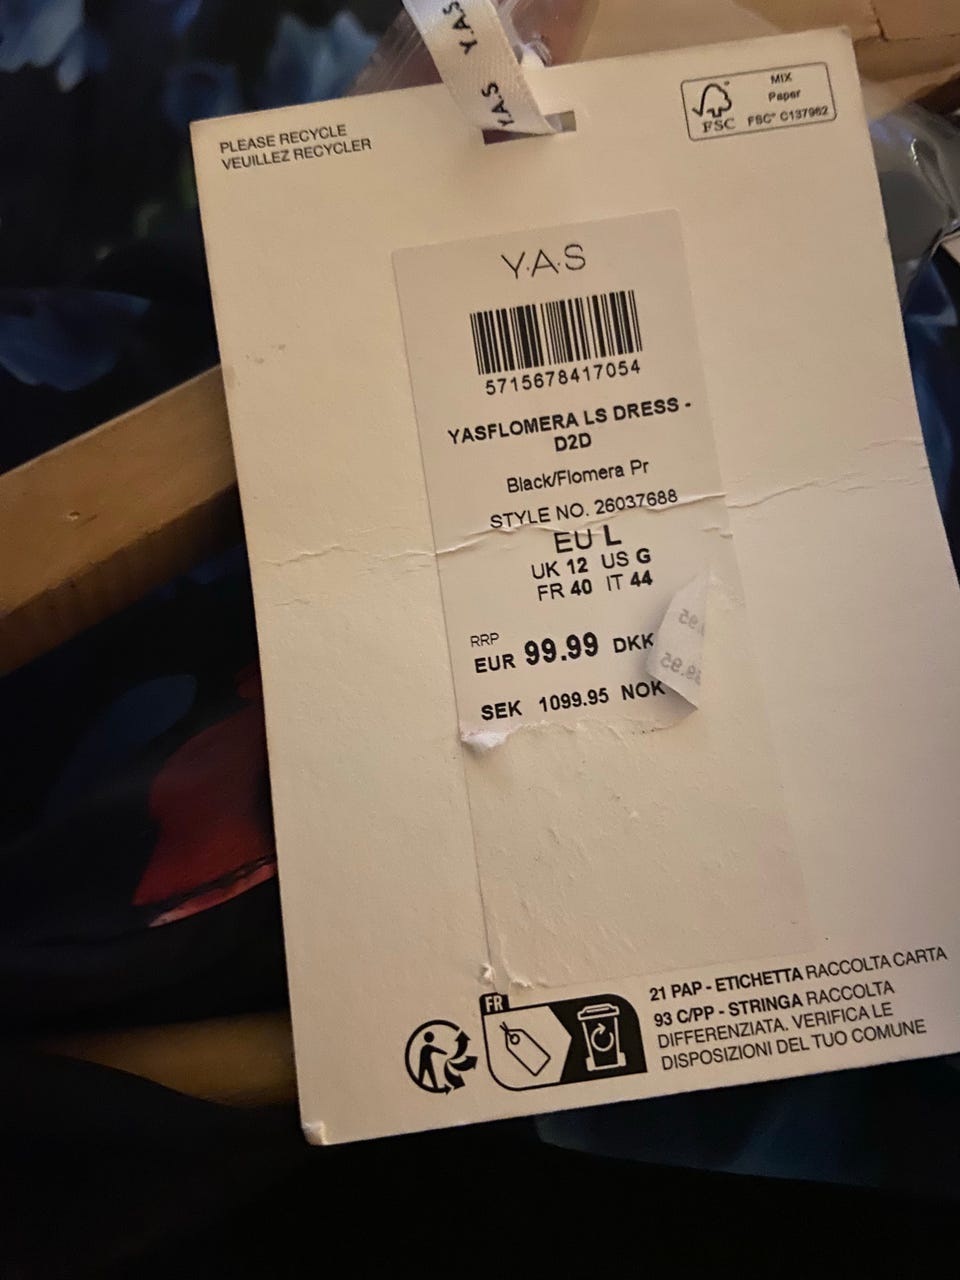 Y.A.S
Y.A.S
PLEASE RECYCLE
VEUILLEZ RECYCLER
MIX
Paper
FSC
FSC® C137962
Y.A.S
5715678417054
YASFLOMERA LS DRESS -
D2D
Black/Flomera Pr
STYLE NO. 26037688
EU L
UK 12 US G
FR 40 IT 44
RRP
EUR 99.99 DKK
SEK 1099.95 NOK
FR
21 PAP - ETICHETTA RACCOLTA CARTA
93 C/PP - STRINGA RACCOLTA
DIFFERENZIATA. VERIFICA LE
DISPOSIZIONI DEL TUO COMUNE